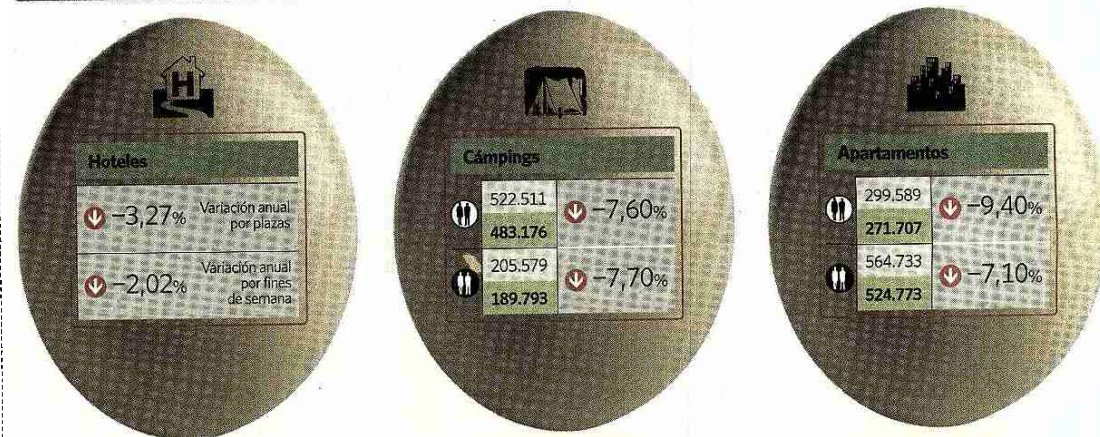 H
Hoteles
−3,27%
Variación anual
por plazas
−2,02%
Variación anual
por fines
de semana
Cámpings
522.511
483.176
−7,60%
205.579
189.793
−7,70%
Apartamentos
299.589
271.707
−9,40%
564.733
524.773
−7,10%